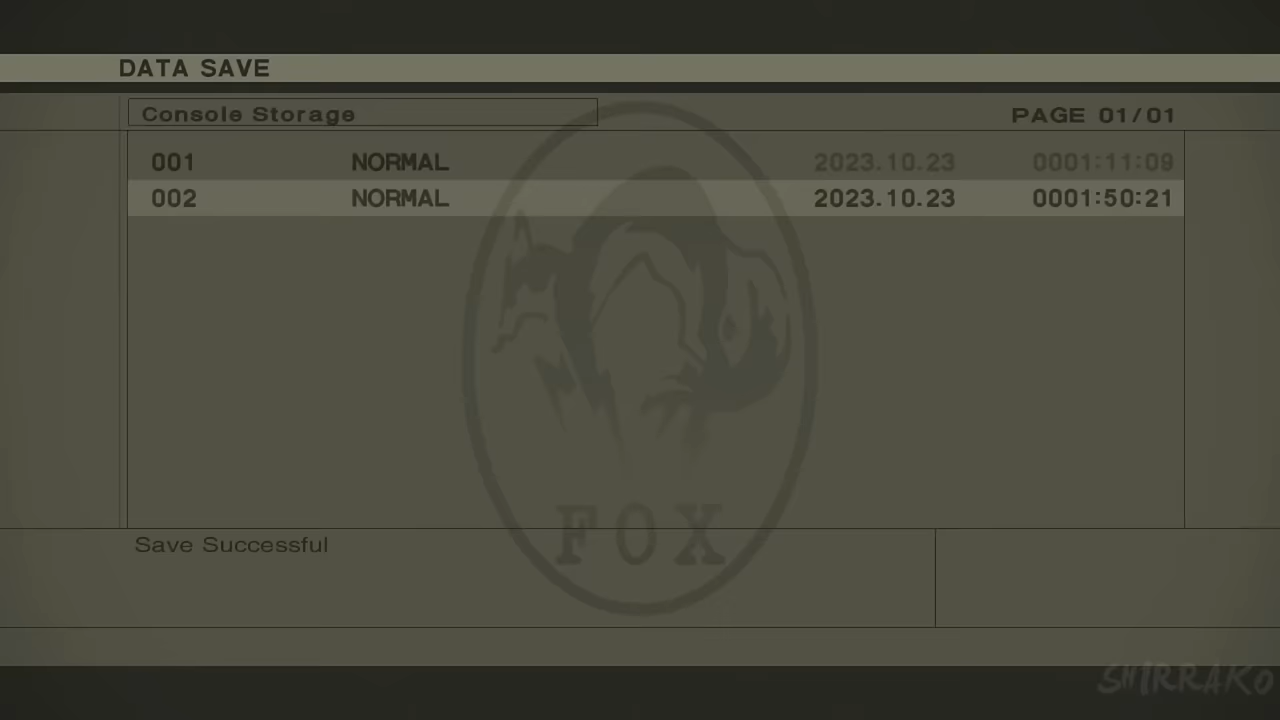 DATA SAVE
Console Storage PAGE 01/01
001 NORMAL 2023.10.23 0001:11:09
002 NORMAL 2023.10.23 0001:50:21
FOX
Save Successful
SHIRRAKO